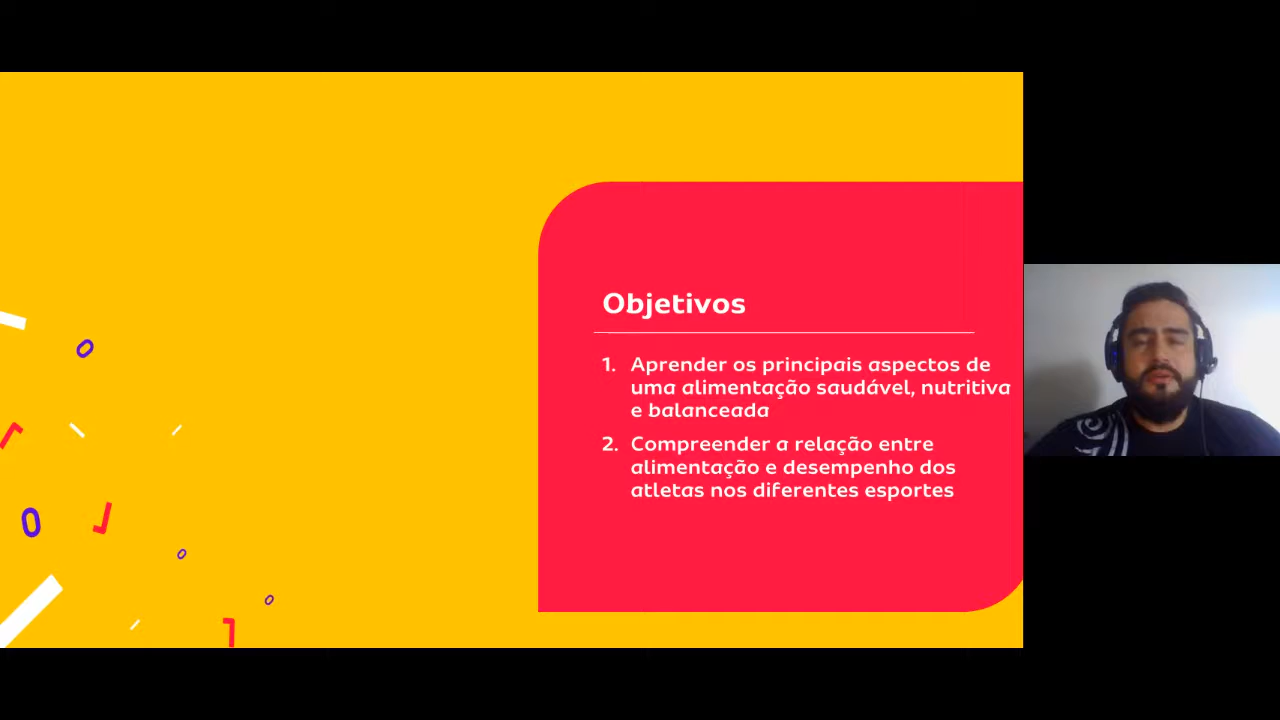 Objetivos
1. Aprender os principais aspectos de
uma alimentação saudável, nutritiva
e balanceada
2. Compreender a relação entre
alimentação e desempenho dos
atletas nos diferentes esportes